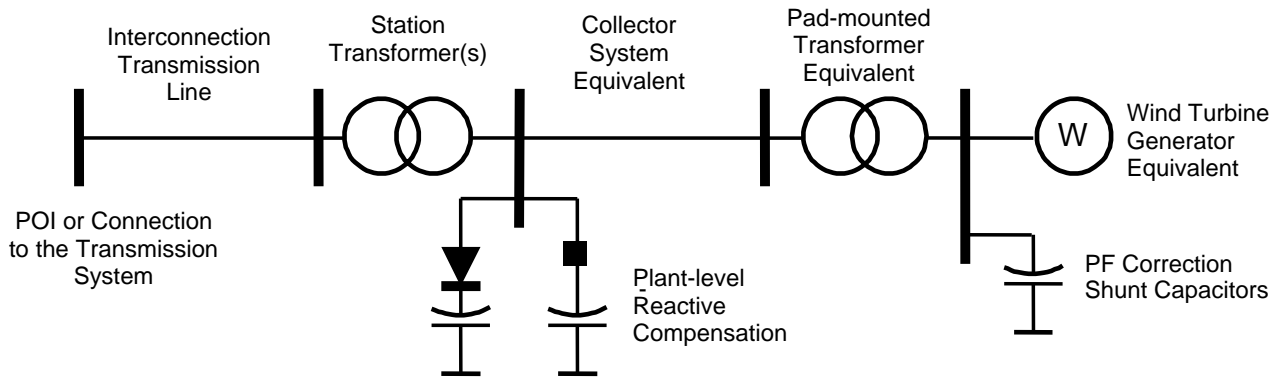 Interconnection
Transmission
Line
Station
Transformer(s)
Collector
System
Equivalent
Pad-mounted
Transformer
Equivalent
W
Wind Turbine
Generator
Equivalent
POI or Connection
to the Transmission
System
Plant-level
Reactive
Compensation
PF Correction
Shunt Capacitors